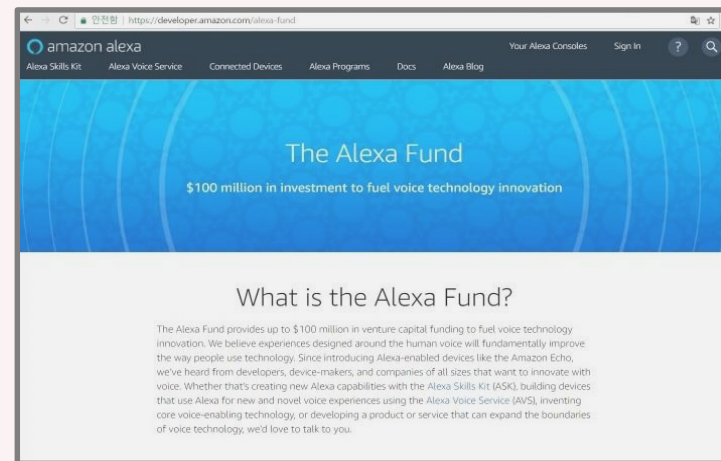 안전함 | https://developer.amazon.com/alexa-fund
amazon alexa
Your Alexa Consoles Sign In ?
Alexa Skills Kit Alexa Voice Service Connected Devices Alexa Programs Docs Alexa Blog
The Alexa Fund
$100 million in investment to fuel voice technology innovation
What is the Alexa Fund?
The Alexa Fund provides up to $100 million in venture capital funding to fuel voice technology
innovation. We believe experiences designed around the human voice will fundamentally improve
the way people use technology. Since introducing Alexa-enabled devices like the Amazon Echo,
we've heard from developers, device-makers, and companies of all sizes that want to innovate with
voice. Whether that's creating new Alexa capabilities with the Alexa Skills Kit (ASK), building devices
that use Alexa for new and novel voice experiences using the Alexa Voice Service (AVS), inventing
core voice-enabling technology, or developing a product or service that can expand the boundaries
of voice technology, we'd love to talk to you.